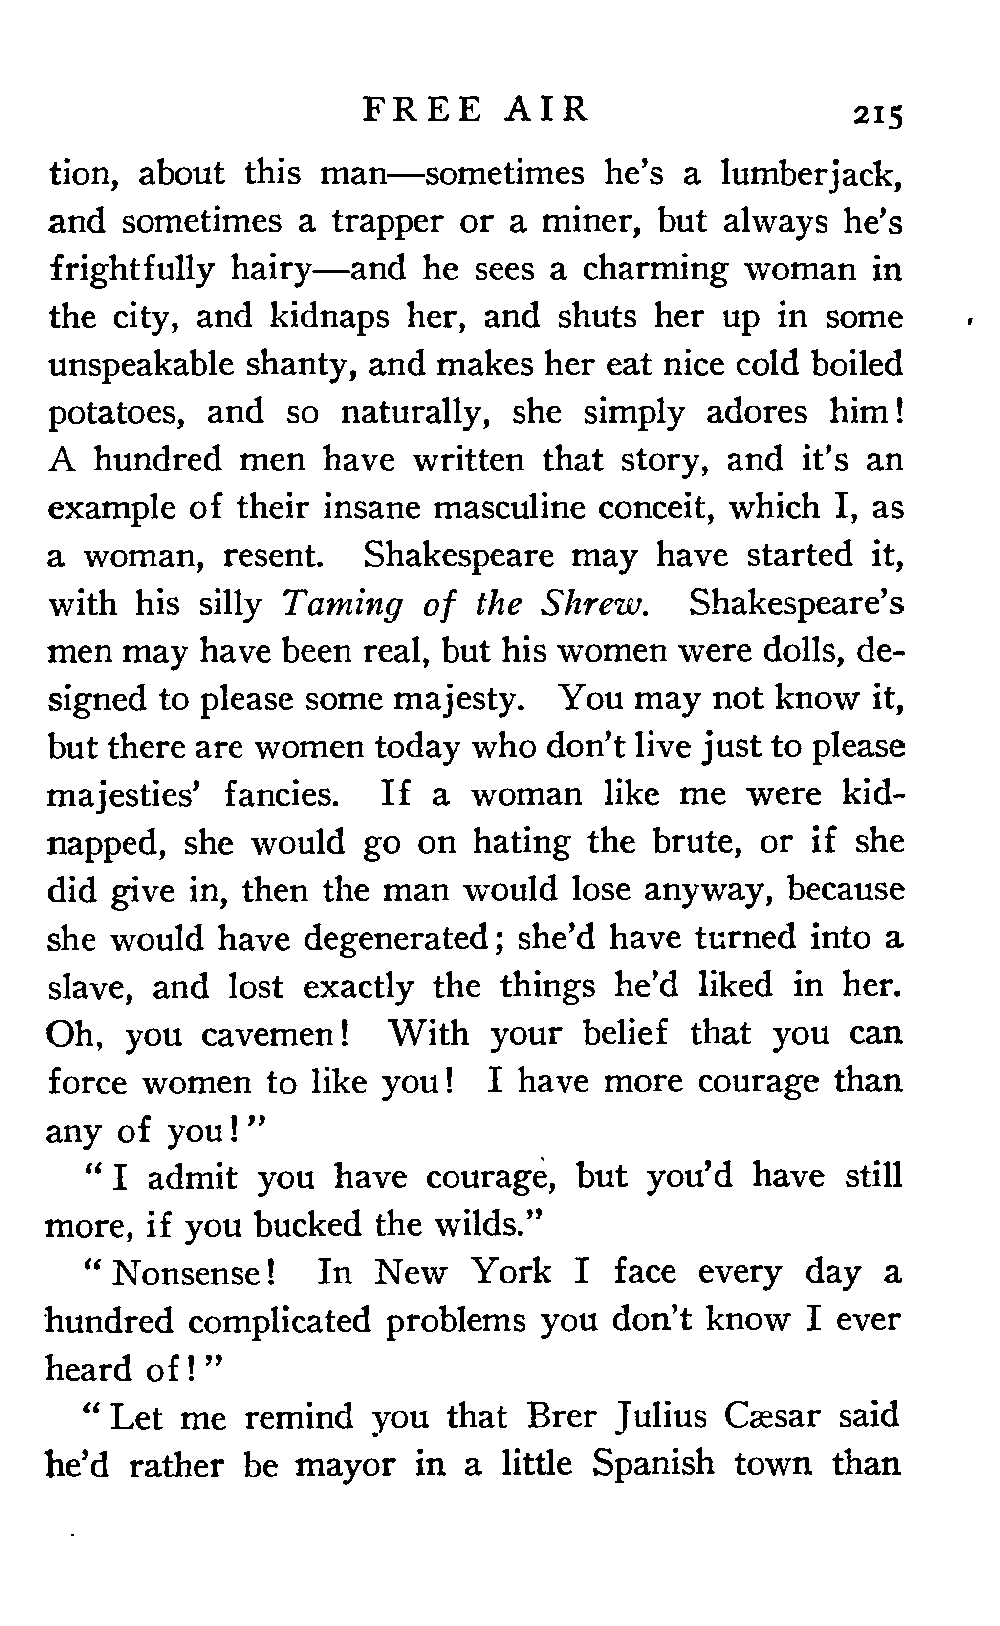 FREE AIR 215
tion, about this man—sometimes he's a lumberjack,
and sometimes a trapper or a miner, but always he's
frightfully hairy—and he sees a charming woman in
the city, and kidnaps her, and shuts her up in some
unspeakable shanty, and makes her eat nice cold boiled
potatoes, and so naturally, she simply adores him!
A hundred men have written that story, and it's an
example of their insane masculine conceit, which I, as
a woman, resent. Shakespeare may have started it,
with his silly Taming of the Shrew. Shakespeare's
men may have been real, but his women were dolls, de-
signed to please some majesty. You may not know it,
but there are women today who don't live just to please
majesties' fancies. If a woman like me were kid-
napped, she would go on hating the brute, or if she
did give in, then the man would lose anyway, because
she would have degenerated; she'd have turned into a
slave, and lost exactly the things he'd liked in her.
Oh, you cavemen! With your belief that you can
force women to like you! I have more courage than
any of you!"
"I admit you have courage, but you'd have still
more, if you bucked the wilds."
"Nonsense! In New York I face every day a
hundred complicated problems you don't know I ever
heard of!"
"Let me remind you that Brer Julius Cæsar said
he'd rather be mayor in a little Spanish town than